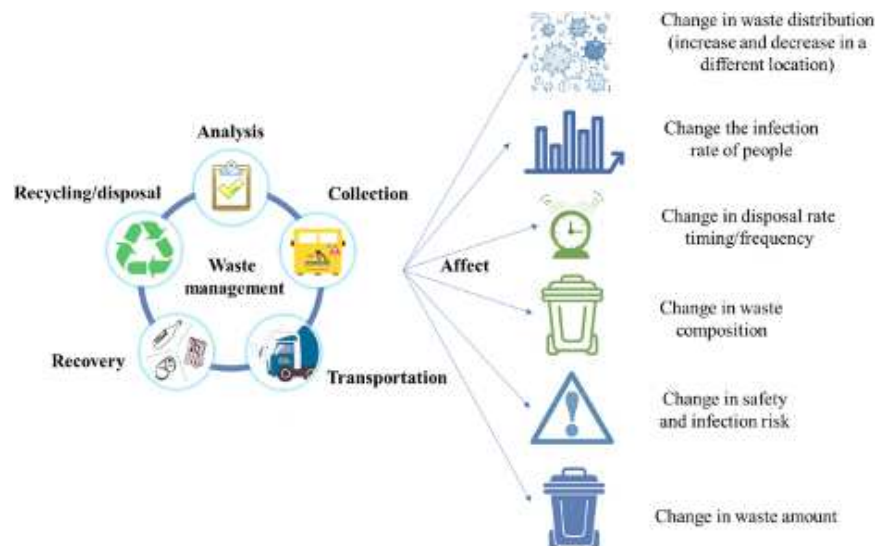 Analysis
Recycling/disposal
Collection
Waste
management
Recovery
Transportation
Affect
Change in waste distribution
(increase and decrease in a
different location)
Change the infection
rate of people
Change in disposal rate
timing/frequency
Change in waste
composition
Change in safety
and infection risk
Change in waste amount